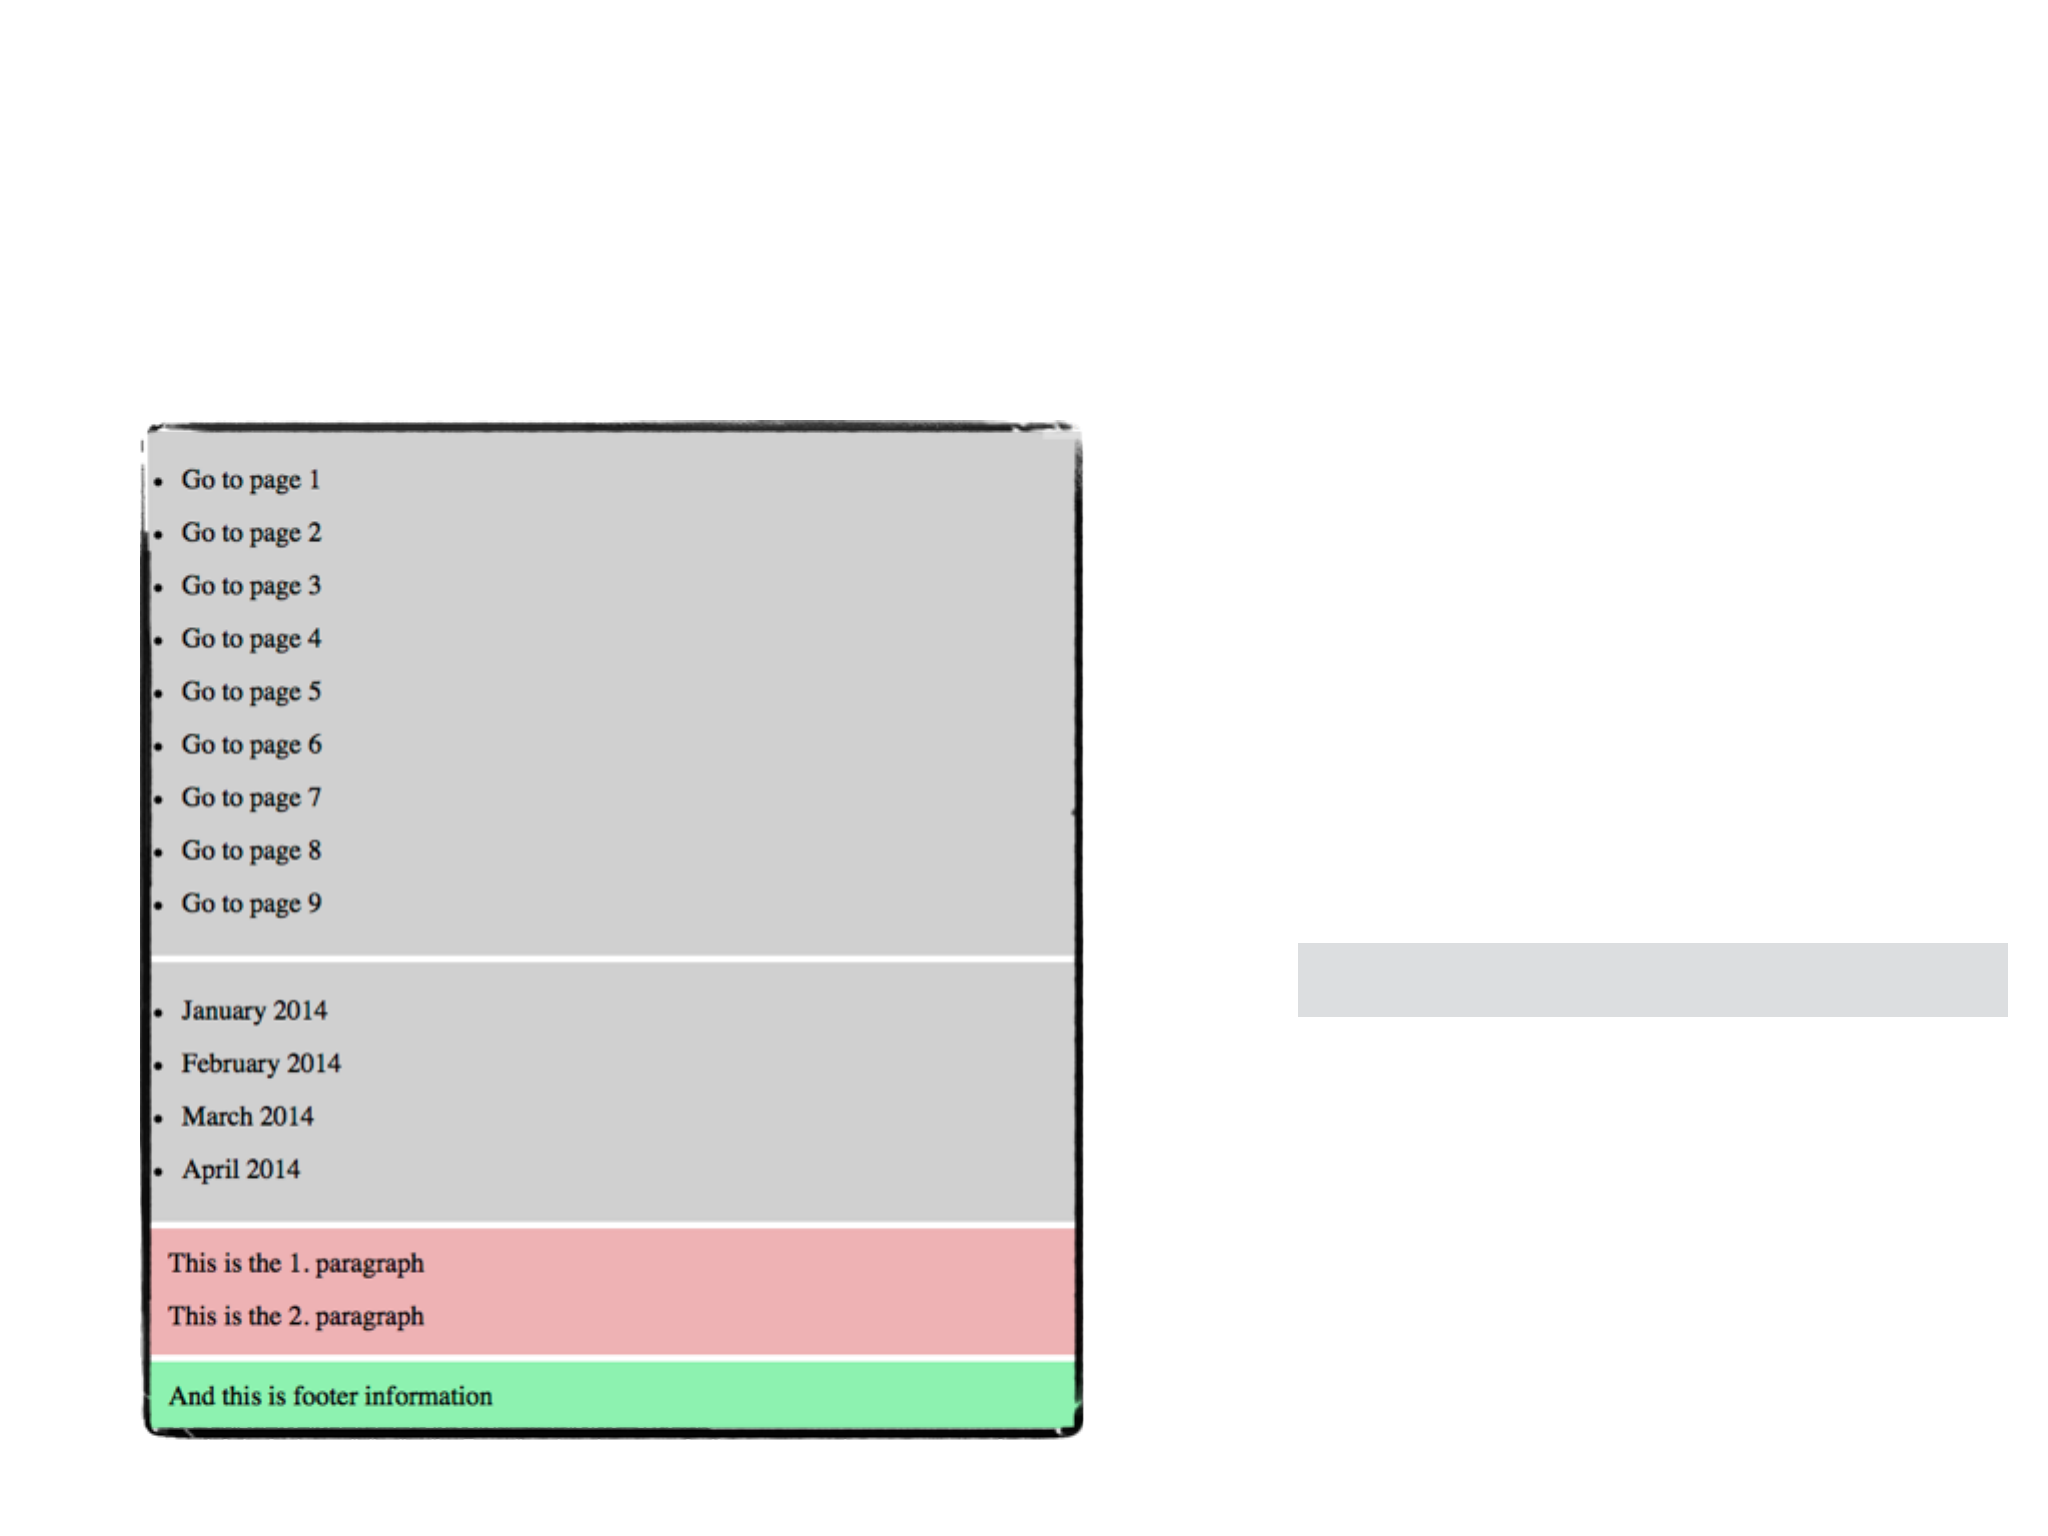 • Go to page 1
• Go to page 2
• Go to page 3
• Go to page 4
• Go to page 5
• Go to page 6
• Go to page 7
• Go to page 8
• Go to page 9
• January 2014
• February 2014
• March 2014
• April 2014
This is the 1. paragraph
This is the 2. paragraph
And this is footer information